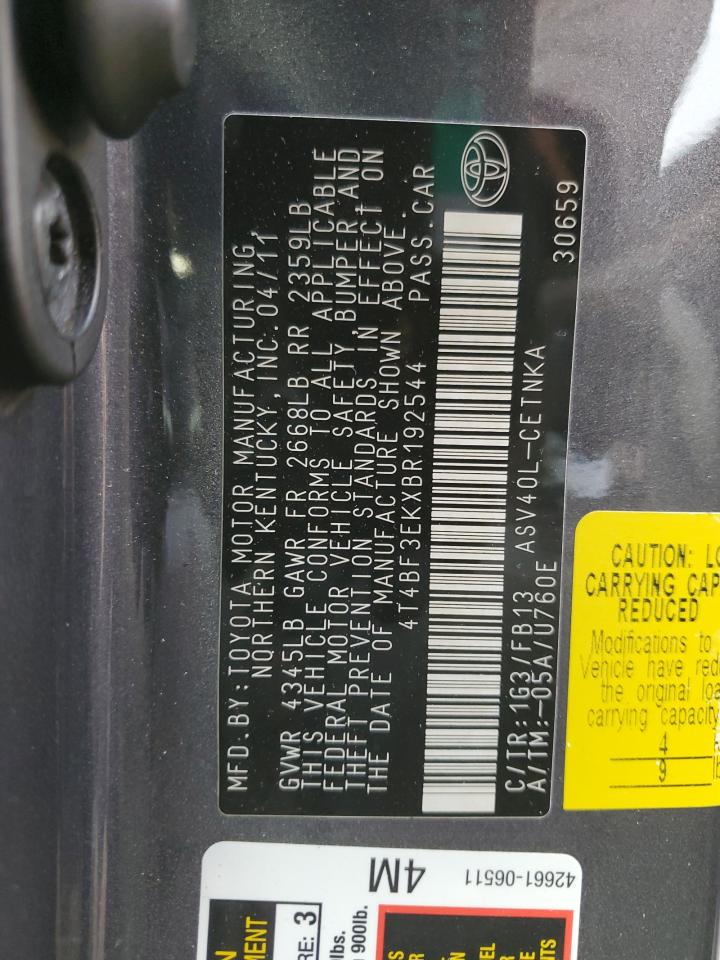 MFD.BY:TOYOTA MOTOR MANUFACTURING,
NORTHERN KENTUCKY, INC. 04/11
GVWR 4345LB GAWR FR 2668LB RR 2359LB
THIS VEHICLE CONFORMS TO ALL APPLICABLE
FEDERAL MOTOR VEHICLE SAFETY, BUMPER, AND
THEFT PREVENTION STANDARDS IN EFFECT ON
THE DATE OF MANUFACTURE SHOWN ABOVE.
4T4BF3EKXBR192544 PASS.CAR
C/TR:1G3/FB13 ASV40L-CETNKA
A/TM:-05A/U760E 30659
CAUTION: LO
CARRYING CAP
REDUCED
Modifications to
Vehicle have red
the original loa
carrying capacity
4
9 lb
4M
42661-06511
MENT
RE: 3
lbs.
900lb.